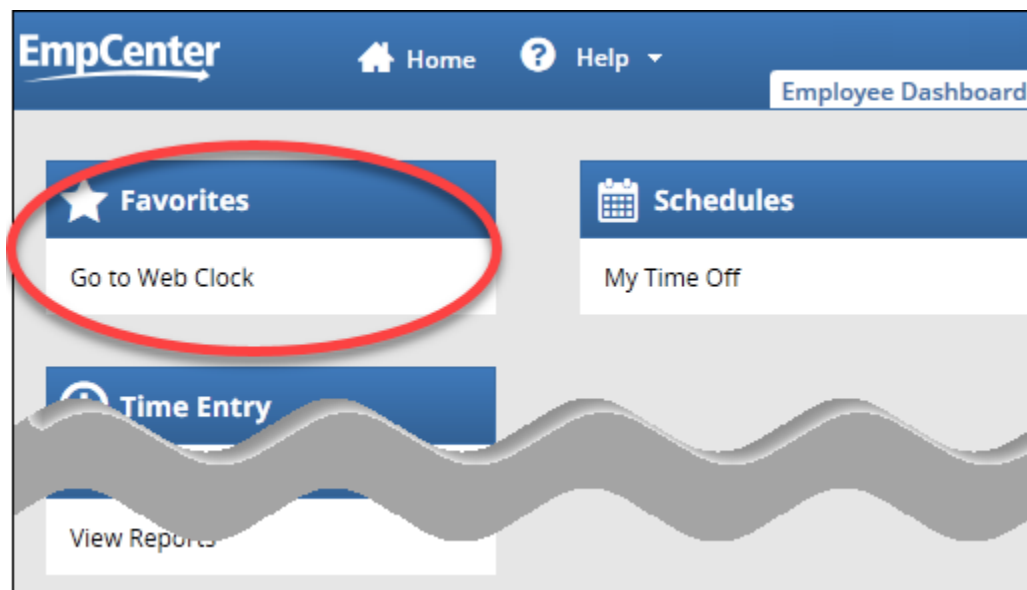 EmpCenter
Home
Help
Employee Dashboard
Favorites
Go to Web Clock
Schedules
My Time Off
Time Entry
View Reports